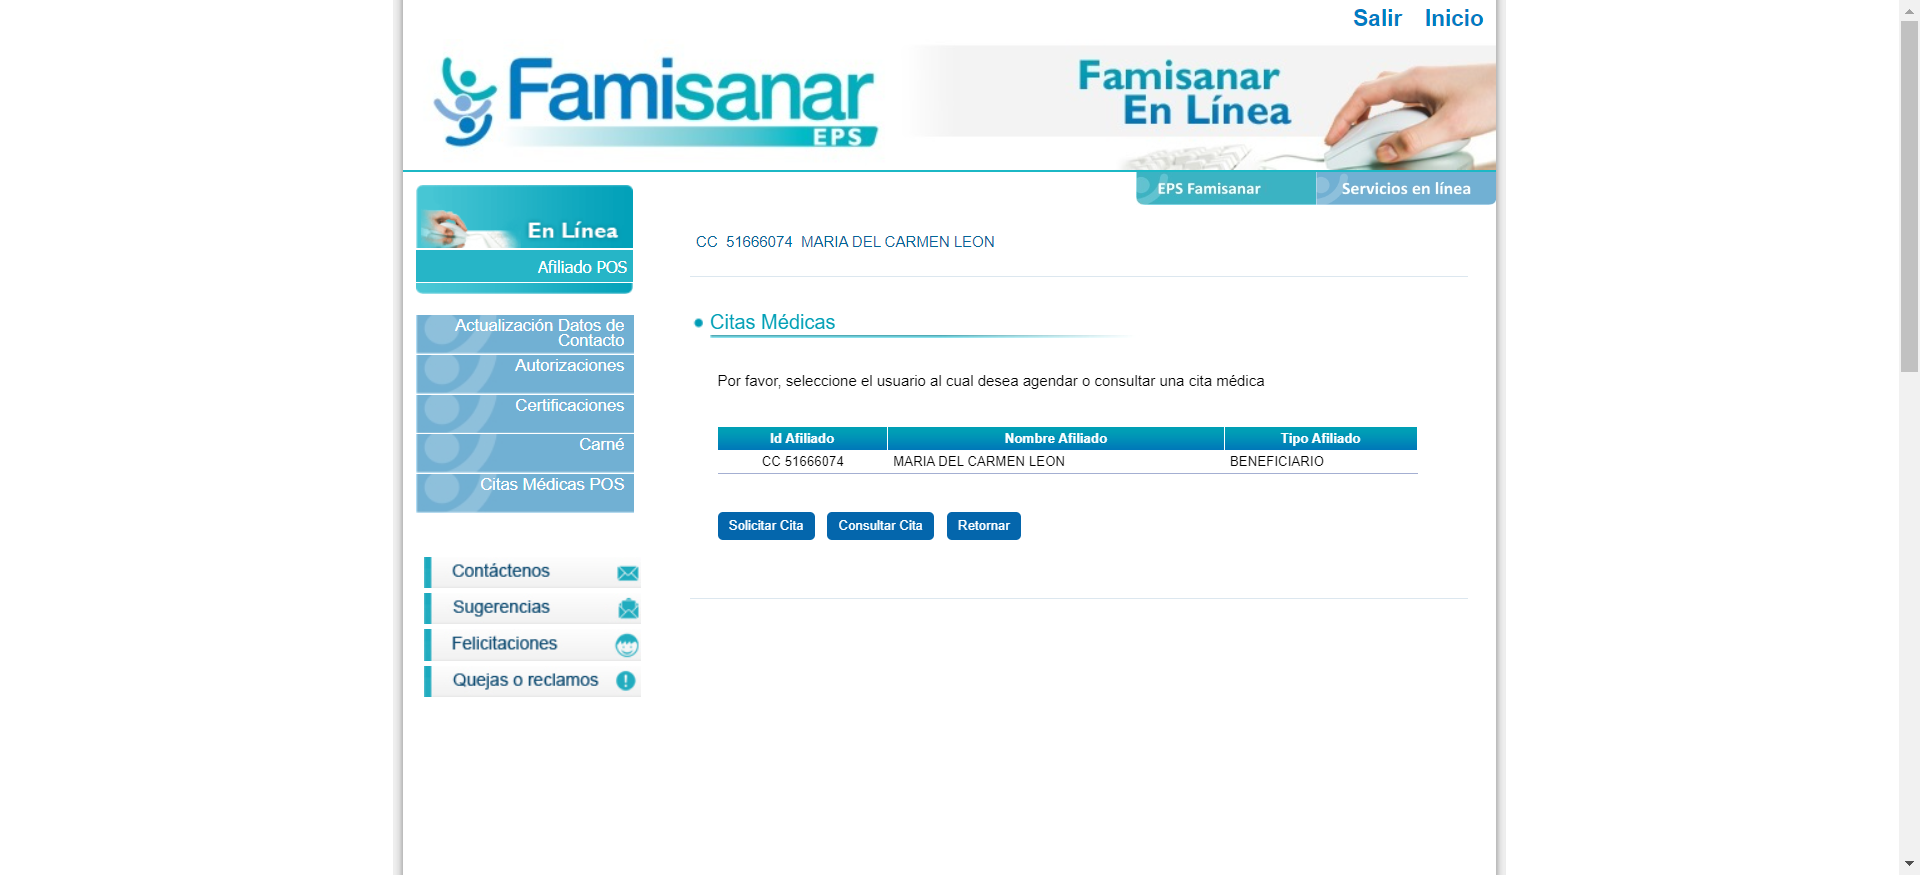 Salir Inicio
Famisanar
EPS
Famisanar
En Línea
EPS Famisanar Servicios en línea
En Línea
Afiliado POS
CC 51666074 MARIA DEL CARMEN LEON
Actualización Datos de
Contacto
Autorizaciones
Certificaciones
Carné
Citas Médicas POS
Contáctenos
Sugerencias
Felicitaciones
Quejas o reclamos
Citas Médicas
Por favor, seleccione el usuario al cual desea agendar o consultar una cita médica
Id Afiliado Nombre Afiliado Tipo Afiliado
CC 51666074 MARIA DEL CARMEN LEON BENEFICIARIO
Solicitar Cita Consultar Cita Retornar